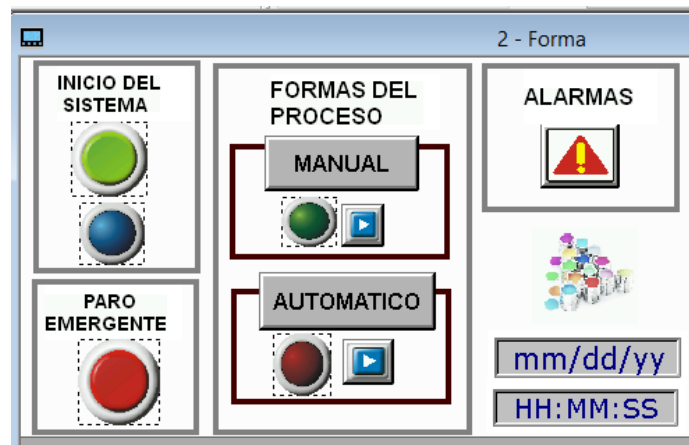 2 - Forma
INICIO DEL
SISTEMA
FORMAS DEL
PROCESO
MANUAL
AUTOMATICO
PARO
EMERGENTE
ALARMAS
mm/dd/yy
HH:MM:SS